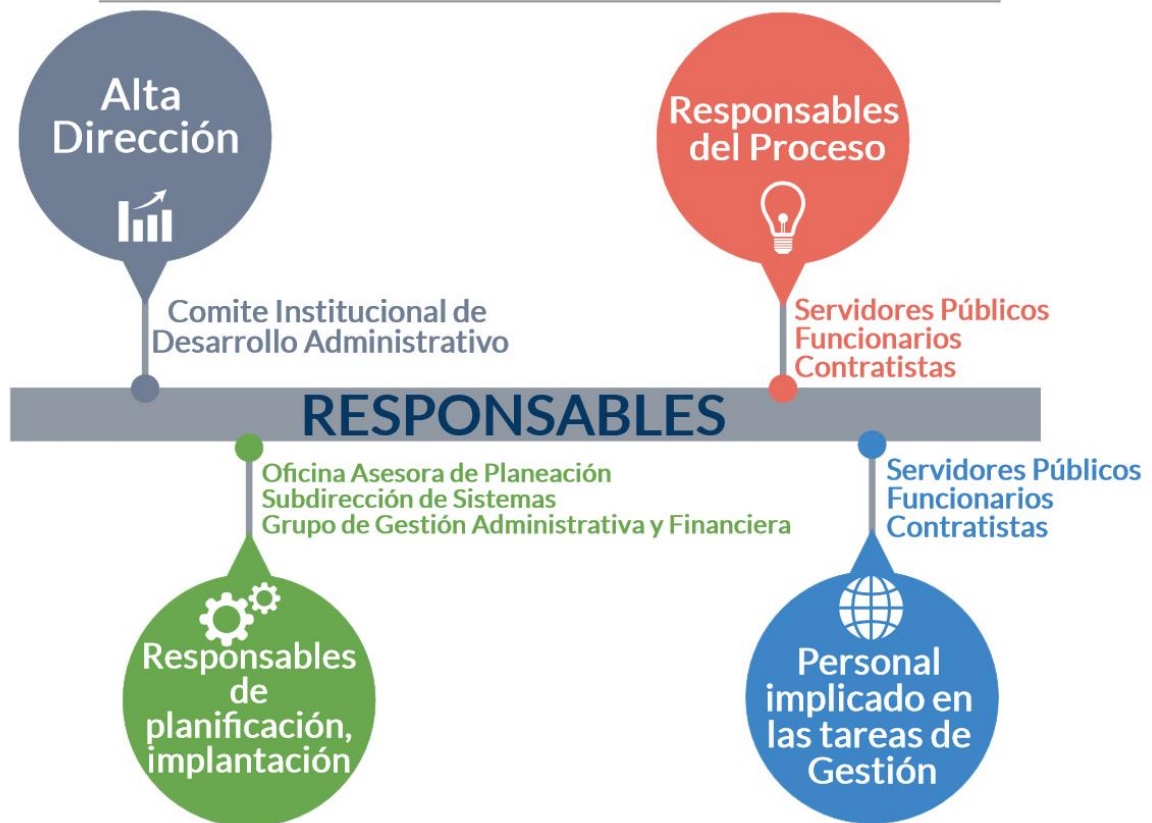 Alta
Dirección
Responsables
del Proceso
Comite Institucional de
Desarrollo Administrativo
Servidores Públicos
Funcionarios
Contratistas
RESPONSABLES
Oficina Asesora de Planeación
Subdirección de Sistemas
Grupo de Gestión Administrativa y Financiera
Servidores Públicos
Funcionarios
Contratistas
Responsables
de
planificación,
implantación
Personal
implicado en
las tareas de
Gestión